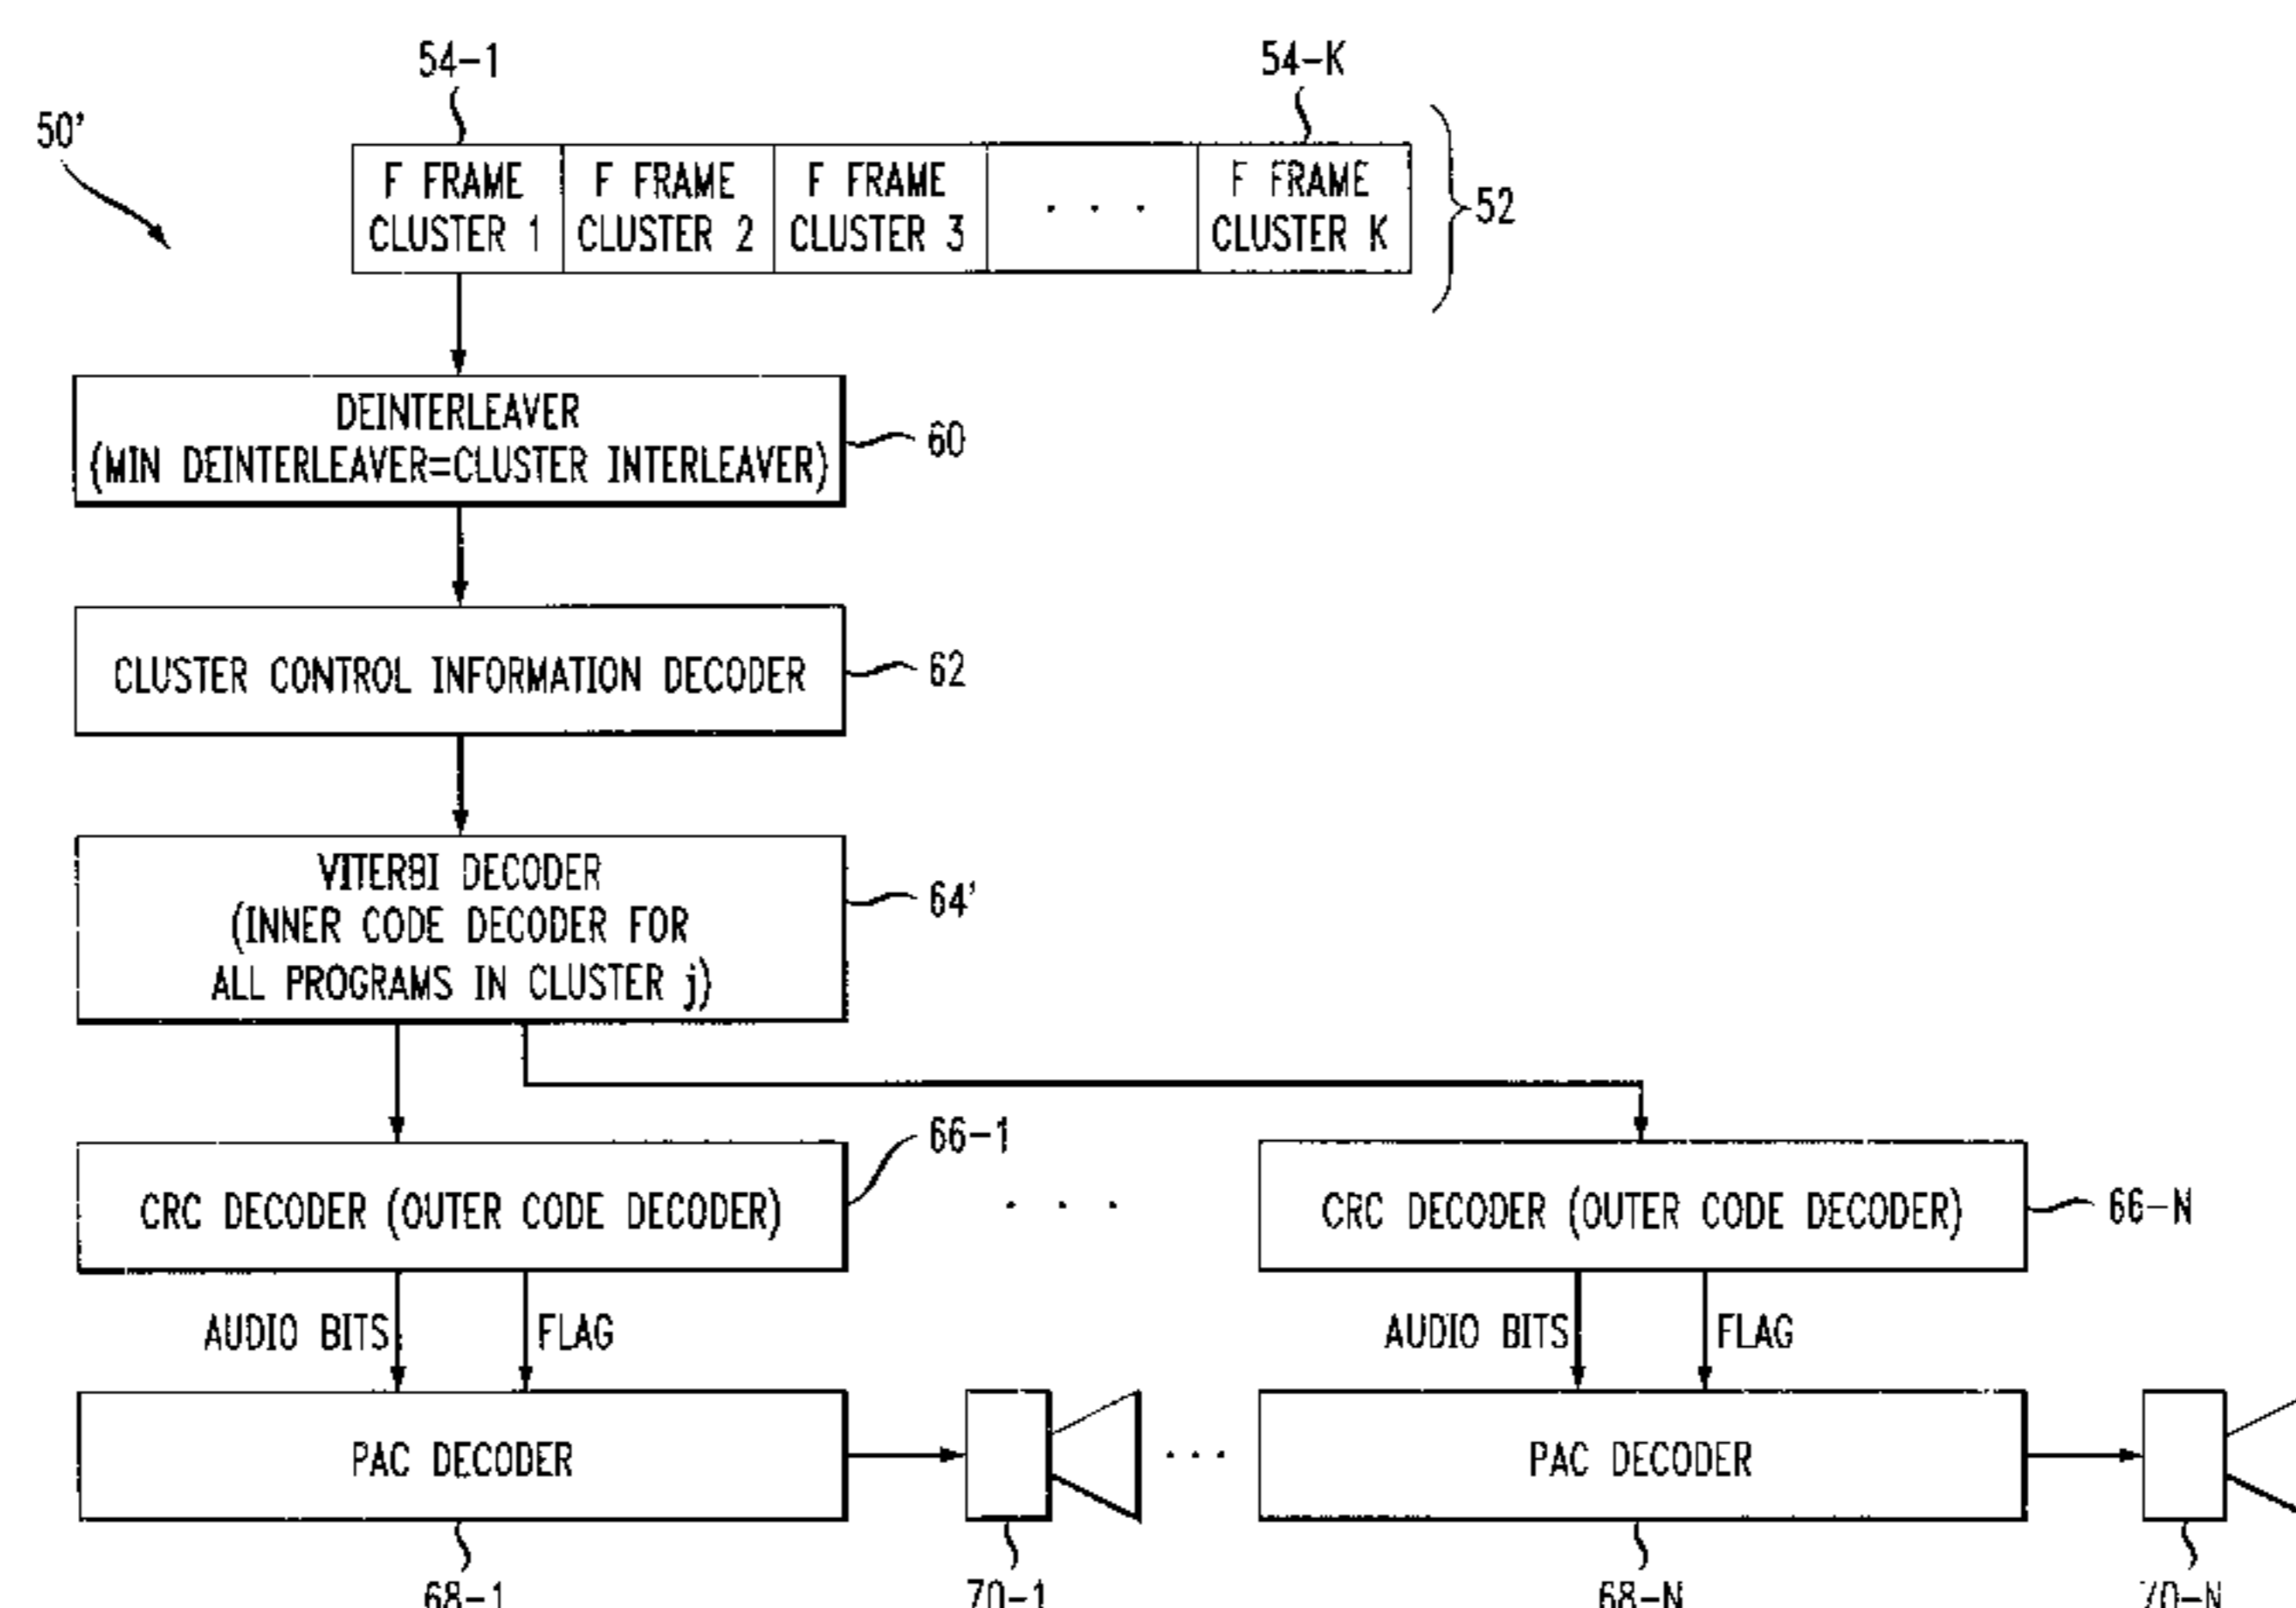 54-1
54-K
50'
F FRAME CLUSTER 1
F FRAME CLUSTER 2
F FRAME CLUSTER 3
. . .
F FRAME CLUSTER K
52
DEINTERLEAVER
(MIN DEINTERLEAVER=CLUSTER INTERLEAVER)
60
CLUSTER CONTROL INFORMATION DECODER
62
VITERBI DECODER
(INNER CODE DECODER FOR
ALL PROGRAMS IN CLUSTER j)
64'
66-1
CRC DECODER (OUTER CODE DECODER)
. . .
CRC DECODER (OUTER CODE DECODER)
66-N
AUDIO BITS
FLAG
AUDIO BITS
FLAG
PAC DECODER
. . .
PAC DECODER
68-1
70-1
68-N
70-N